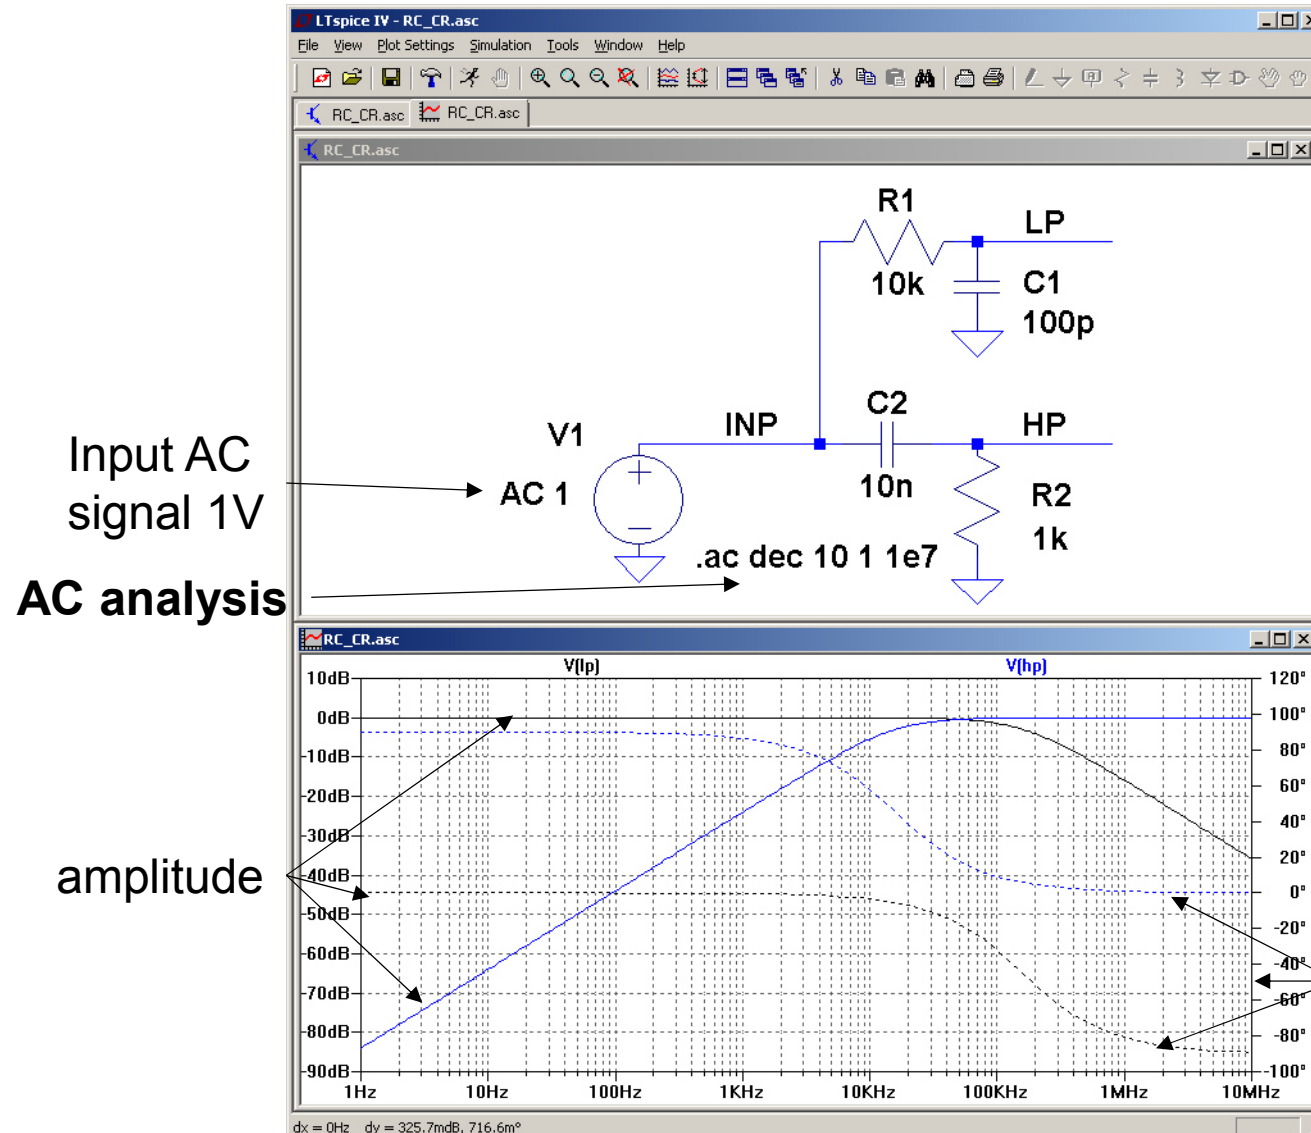 LTspice IV - RC_CR.asc
File View Plot Settings Simulation Tools Window Help
RC_CR.asc RC_CR.asc
RC_CR.asc
R1
LP
10k
C1
100p
C2
V1
INP
HP
Input AC
signal 1V
AC 1
10n
R2
1k
.ac dec 10 1 1e7
AC analysis
RC_CR.asc
V(lp) V(hp)
10dB 120°
0dB 100°
-10dB 80°
-20dB 60°
-30dB 40°
-40dB 20°
amplitude
0°
-50dB -20°
-60dB -40°
-70dB -60°
-80dB -80°
-90dB -100°
1Hz 10Hz 100Hz 1KHz 10KHz 100KHz 1MHz 10MHz
dx = 0Hz dy = 325.7mdB, 716.6m°